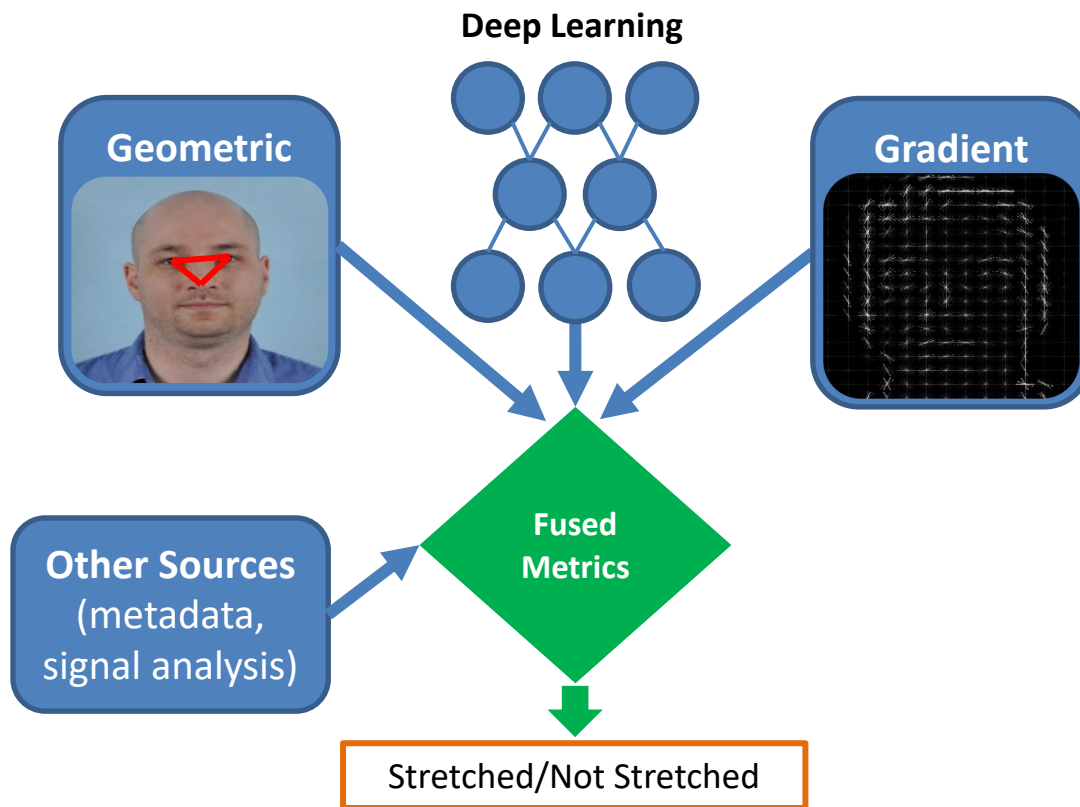 Deep Learning
Geometric
Gradient
Fused
Metrics
Other Sources
(metadata,
signal analysis)
Stretched/Not Stretched